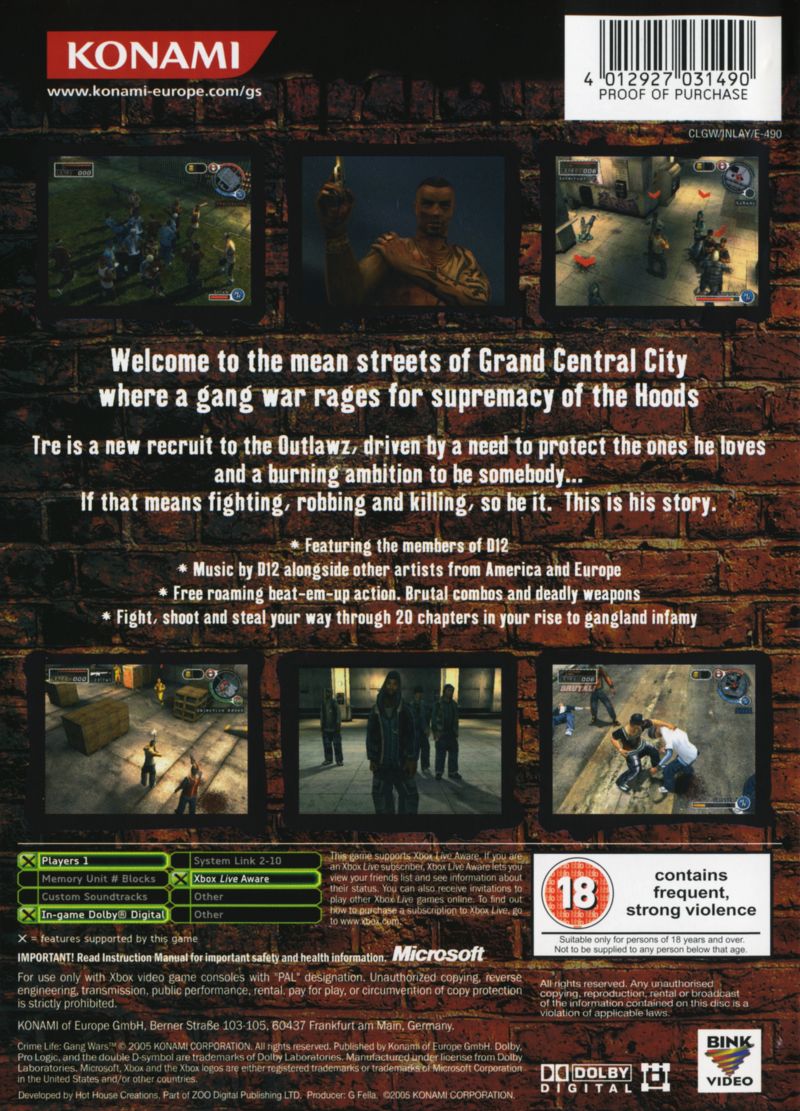 KONAMI
www.konami-europe.com/gs
4 012927 031490
PROOF OF PURCHASE
CLGW/INLAY/E-490
Welcome to the mean streets of Grand Central City
where a gang war rages for supremacy of the Hoods
Tre is a new recruit to the Outlawz, driven by a need to protect the ones he loves
and a burning ambition to be somebody...
If that means fighting, robbing and killing, so be it. This is his story.
* Featuring the members of D12
* Music by D12 alongside other artists from America and Europe
* Free roaming beat-em-up action. Brutal combos and deadly weapons
* Fight, shoot and steal your way through 20 chapters in your rise to gangland infamy
BRUTAL!
Players 1
System Link 2-10
Memory Unit # Blocks
Xbox Live Aware
Custom Soundtracks
Other
In-game Dolby® Digital
Other
X = features supported by this game
This game supports Xbox Live Aware. If you are
an Xbox Live subscriber, Xbox Live Aware lets you
view your friends list and see information about
their status. You can also receive invitations to
play other Xbox Live games online. To find out
how to purchase a subscription to Xbox Live, go
to www.xbox.com.
18
contains
frequent,
strong violence
Suitable only for persons of 18 years and over.
Not to be supplied to any person below that age.
IMPORTANT! Read Instruction Manual for important safety and health information.
Microsoft
For use only with Xbox video game consoles with "PAL" designation. Unauthorized copying, reverse
engineering, transmission, public performance, rental, pay for play, or circumvention of copy protection
is strictly prohibited.
All rights reserved. Any unauthorised
copying, reproduction, rental or broadcast
of the information contained on this disc is a
violation of applicable laws.
KONAMI of Europe GmbH, Berner Straße 103-105, 60437 Frankfurt am Main, Germany.
Crime Life: Gang Wars™ © 2005 KONAMI CORPORATION. All rights reserved. Published by Konami of Europe GmbH. Dolby,
Pro Logic, and the double D-symbol are trademarks of Dolby Laboratories. Manufactured under license from Dolby
Laboratories. Microsoft, Xbox and the Xbox logos are either registered trademarks or trademarks of Microsoft Corporation
in the United States and/or other countries.
Developed by Hot House Creations, Part of ZOO Digital Publishing LTD. Producer: G Fella. ©2005 KONAMI CORPORATION.
DOLBY
DIGITAL
BINK
VIDEO